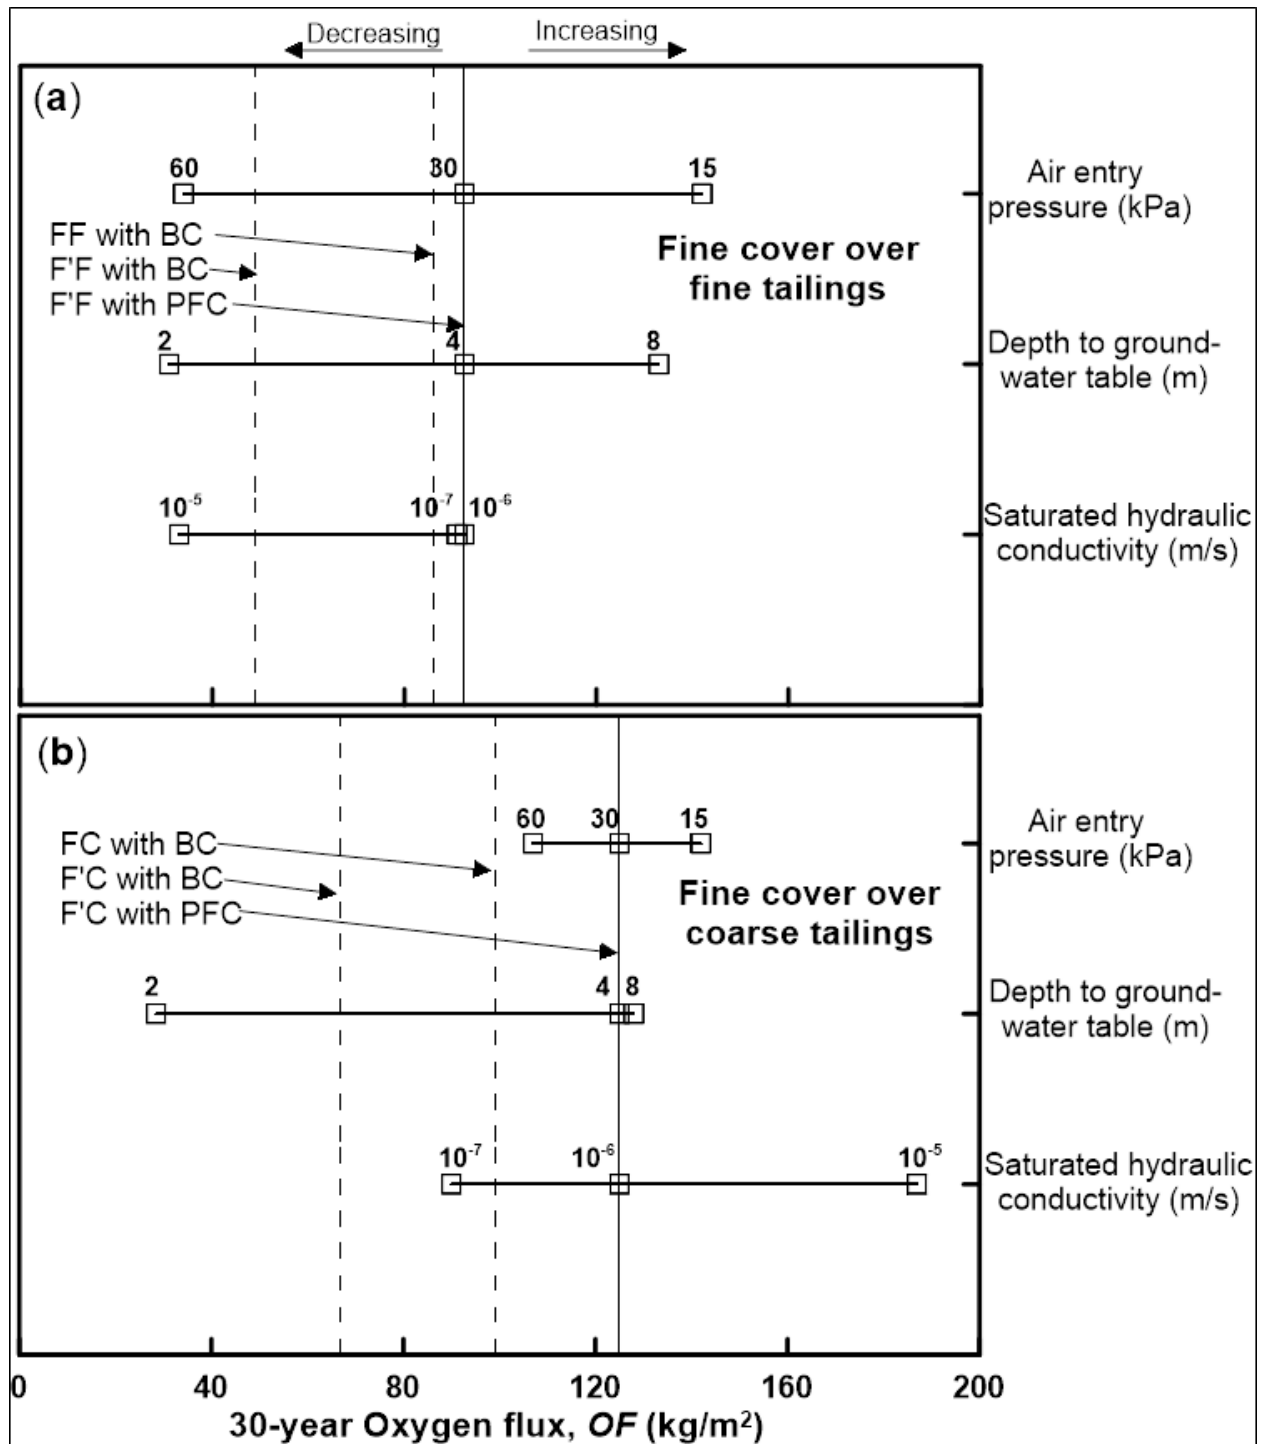 Decreasing Increasing
(a)
60 30 15
Air entry
pressure (kPa)
FF with BC
F'F with BC
F'F with PFC
Fine cover over
fine tailings
2 4 8
Depth to ground-
water table (m)
10⁻⁵ 10⁻⁷ 10⁻⁶
Saturated hydraulic
conductivity (m/s)
(b)
60 30 15
Air entry
pressure (kPa)
FC with BC
F'C with BC
F'C with PFC
Fine cover over
coarse tailings
2 4 8
Depth to ground-
water table (m)
10⁻⁷ 10⁻⁶ 10⁻⁵
Saturated hydraulic
conductivity (m/s)
0 40 80 120 160 200
30-year Oxygen flux, OF (kg/m²)